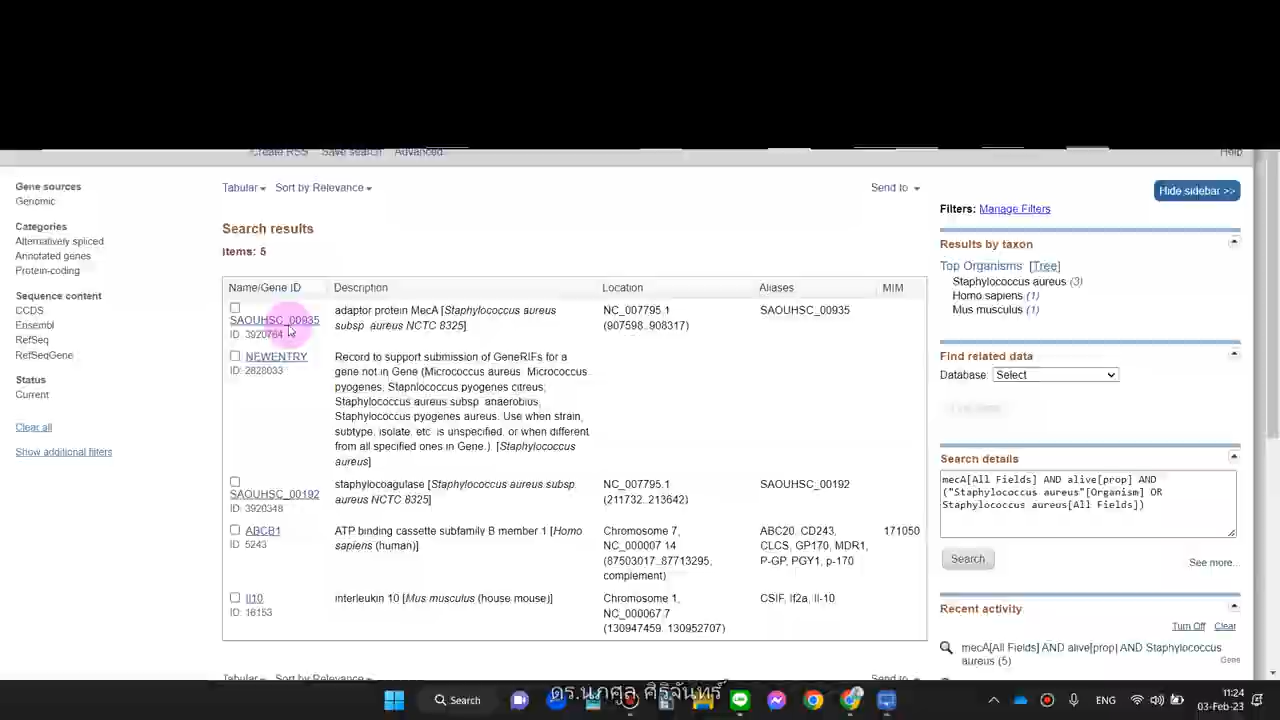 Create RSS Save search Advanced
Help
Gene sources
Genomic
Categories
Alternatively spliced
Annotated genes
Protein-coding
Sequence content
CCDS
Ensembl
RefSeq
RefSeqGene
Status
Current
Clear all
Show additional filters
Tabular Sort by Relevance
Send to
Search results
Items: 5
Name/Gene ID Description Location Aliases MIM
SAOUHSC_00935
ID: 3920764
adaptor protein MecA [Staphylococcus aureus
subsp. aureus NCTC 8325]
NC_007795.1
(907598..908317)
SAOUHSC_00935
NEWENTRY
ID: 2828033
Record to support submission of GeneRIFs for a
gene not in Gene (Micrococcus aureus. Micrococcus
pyogenes. Staphlococcus pyogenes citreus;
Staphylococcus aureus subsp. anaerobius,
Staphylococcus pyogenes aureus. Use when strain,
subtype, isolate, etc. is unspecified, or when different
from all specified ones in Gene.). [Staphylococcus
aureus]
SAOUHSC_00192
ID: 3920348
staphylocoagulase [Staphylococcus aureus subsp.
aureus NCTC 8325]
NC_007795.1
(211732..213642)
SAOUHSC_00192
ABCB1
ID: 5243
ATP binding cassette subfamily B member 1 [Homo
sapiens (human)]
Chromosome 7,
NC_000007.14
(87503017..87713295,
complement)
ABC20, CD243,
CLCS, GP170, MDR1,
P-GP, PGY1, p-170
171050
Il10
ID: 16153
interleukin 10 [Mus musculus (house mouse)]
Chromosome 1,
NC_000067.7
(130947459..130952707)
CSIF, If2a, Il-10
Tabular Sort by Relevance
Send to
Hide sidebar >>
Filters: Manage Filters
Results by taxon
Top Organisms [Tree]
Staphylococcus aureus (3)
Homo sapiens (1)
Mus musculus (1)
Find related data
Database: Select
Search details
mecA[All Fields] AND alive[prop] AND
("Staphylococcus aureus"[Organism] OR
Staphylococcus aureus[All Fields])
Search
See more...
Recent activity
Turn Off Clear
mecA[All Fields] AND alive[prop] AND Staphylococcus
aureus (5)
Gene
Search
ดร.นภศุล ศิริจันทร์
ENG
11:24
03-Feb-23